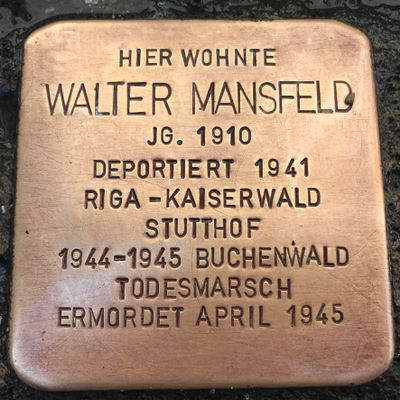 HIER WOHNTE
WALTER MANSFELD
JG. 1910
DEPORTIERT 1941
RIGA-KAISERWALD
STUTTHOF
1944-1945 BUCHENWALD
TODESMARSCH
ERMORDET APRIL 1945